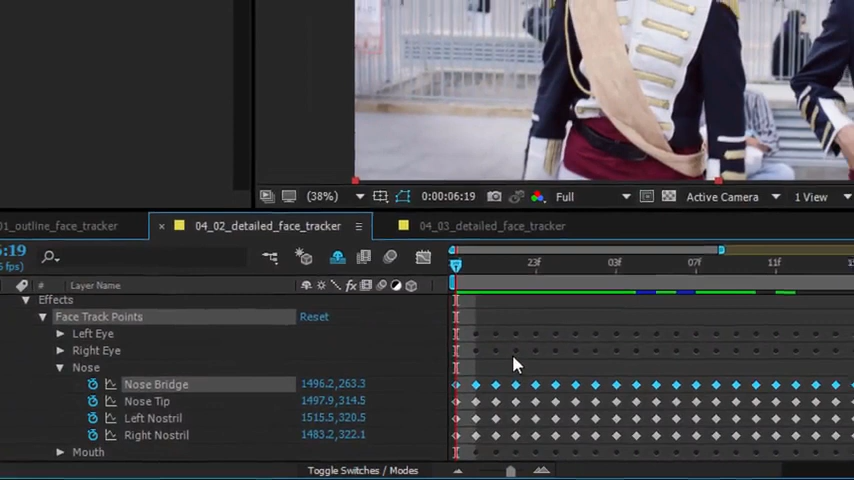 (38%) 0:00:06:19 Full Active Camera 1 View
01_outline_face_tracker × 04_02_detailed_face_tracker 04_03_detailed_face_tracker
:19
fps) 23f 03f 07f 11f
Layer Name fx
Effects
Face Track Points Reset
Left Eye
Right Eye
Nose
Nose Bridge 1496.2,263.3
Nose Tip 1497.9,314.5
Left Nostril 1515.5,320.5
Right Nostril 1483.2,322.1
Mouth
Toggle Switches / Modes